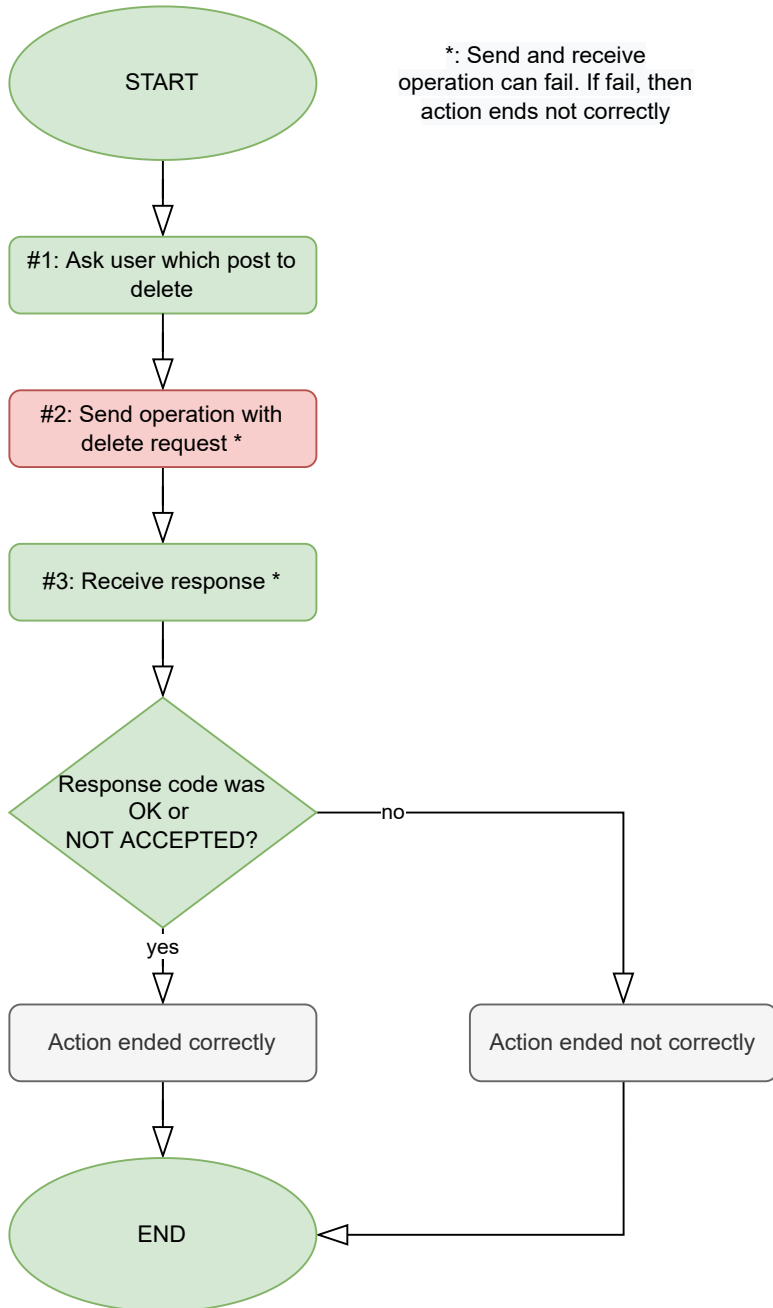 START
*: Send and receive
operation can fail. If fail, then
action ends not correctly
#1: Ask user which post to
delete
#2: Send operation with
delete request *
#3: Receive response *
Response code was
OK or
NOT ACCEPTED?
no
yes
Action ended correctly
Action ended not correctly
END